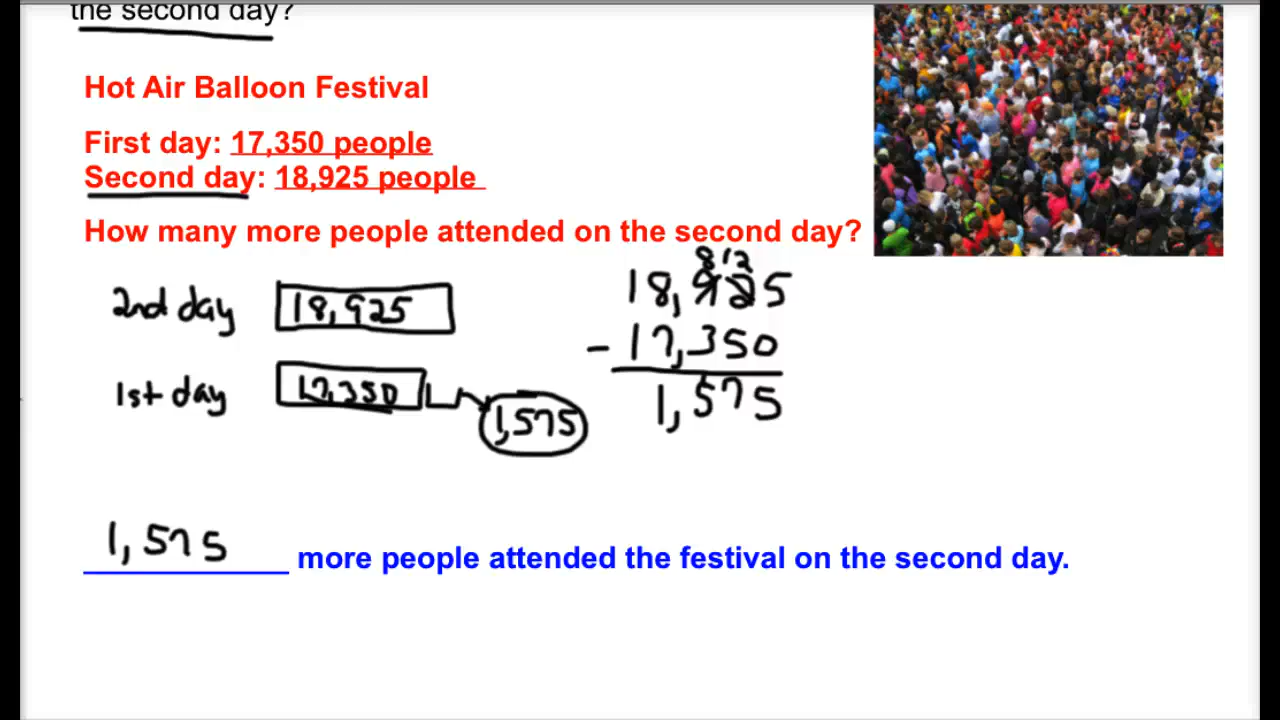 the second day?
Hot Air Balloon Festival
First day: 17,350 people
Second day: 18,925 people
How many more people attended on the second day?
2nd day 18,925
1st day 17,350
1,575
8 12
18,925
- 17,350
1,575
1,575 more people attended the festival on the second day.